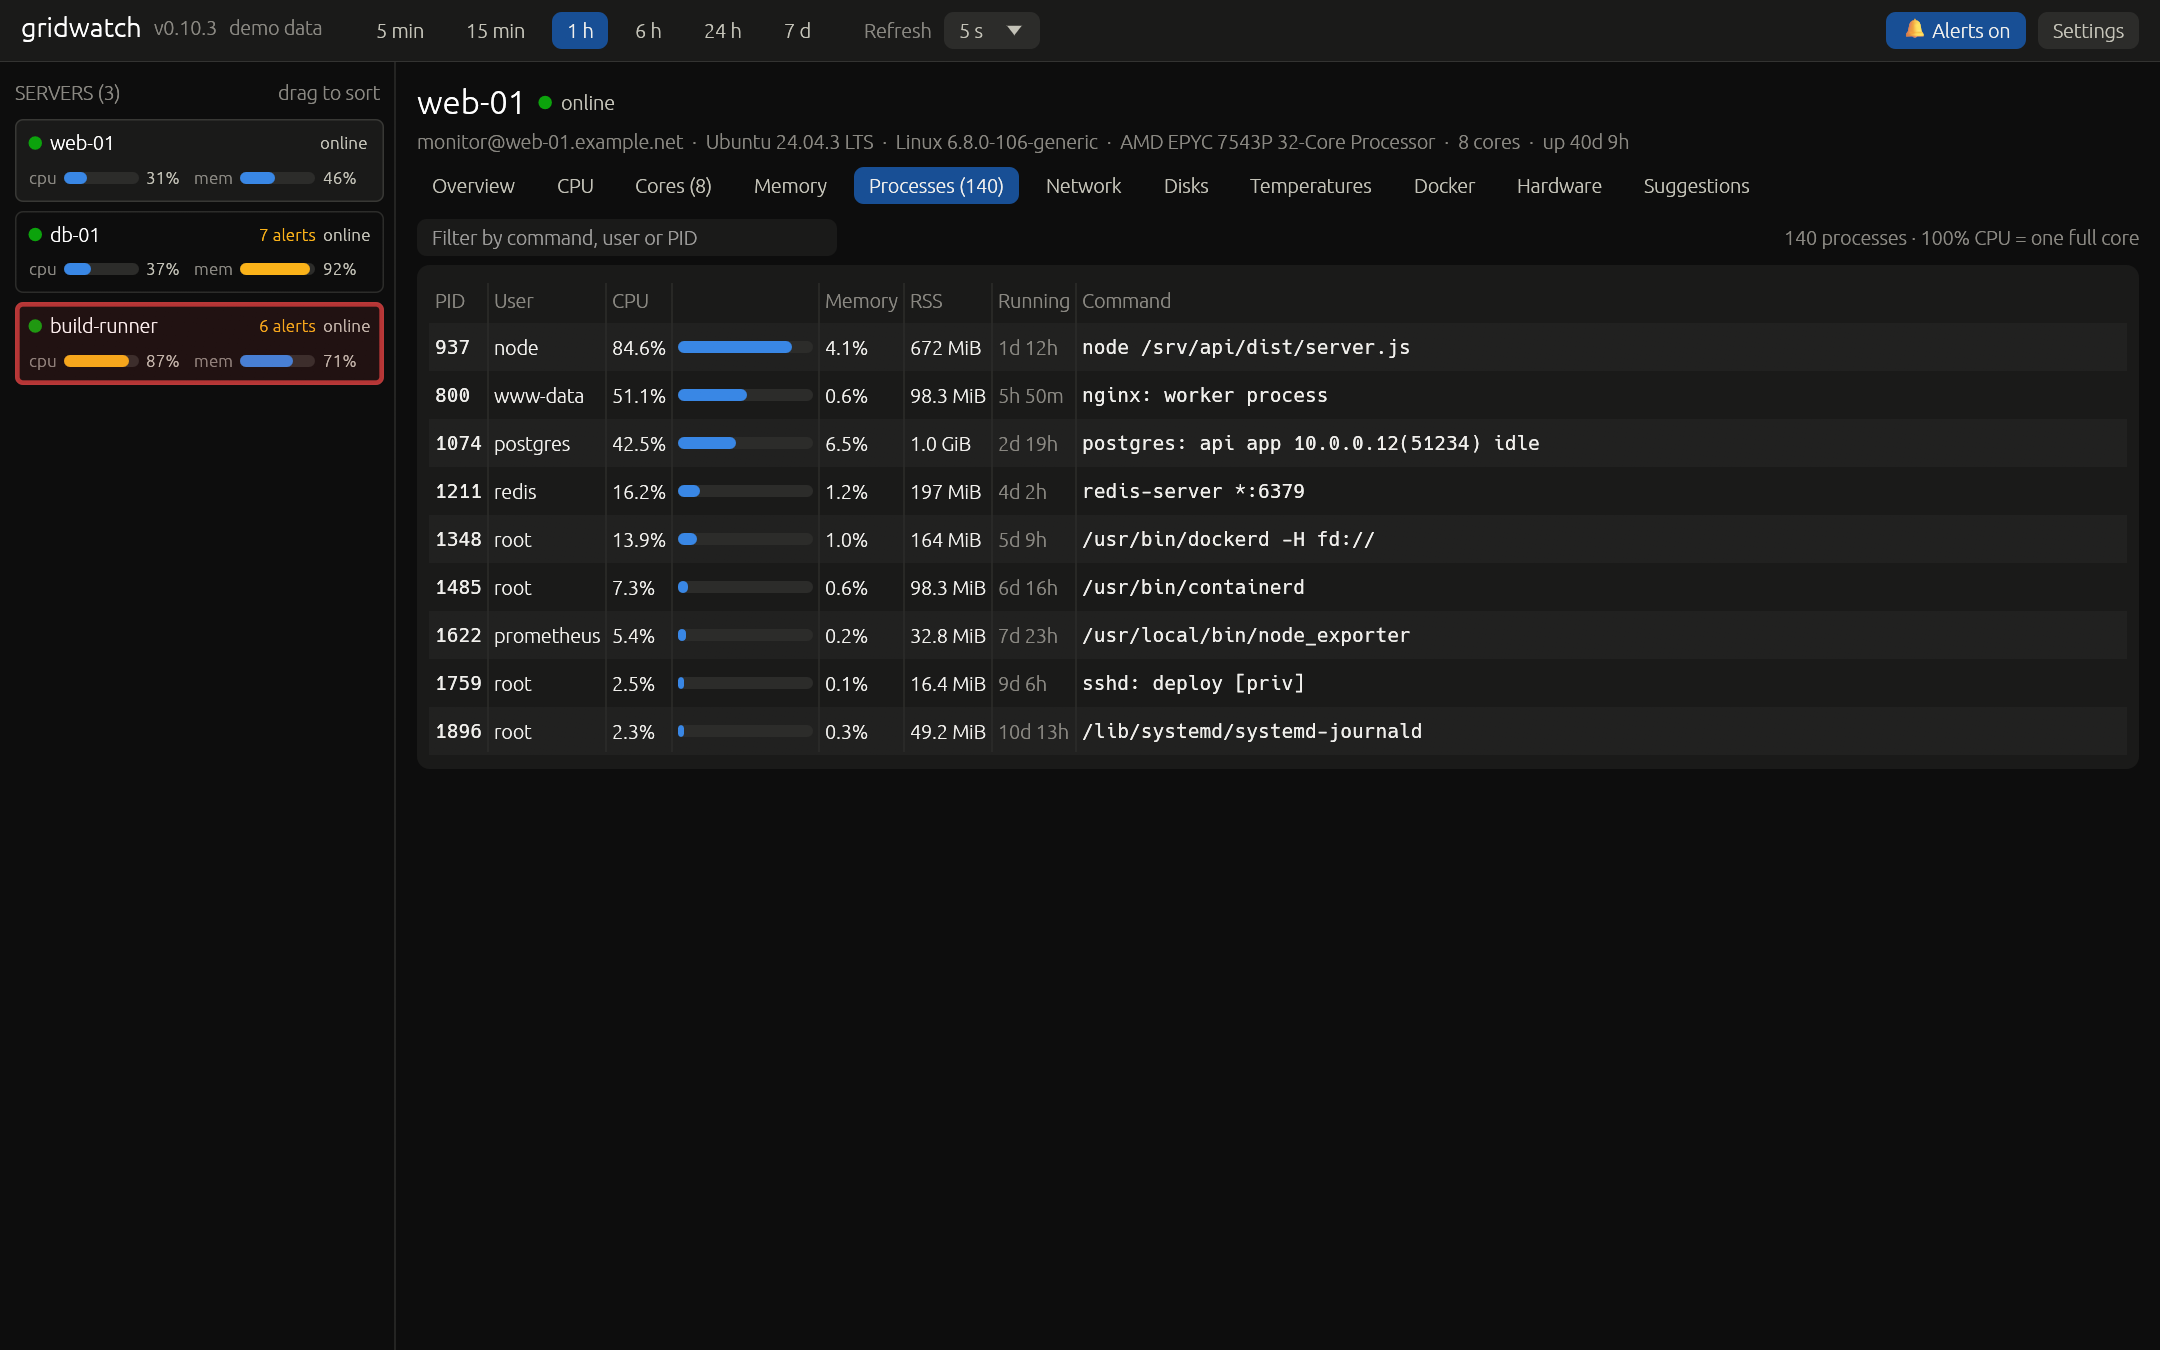 gridwatch v0.10.3 demo data 5 min 15 min 1 h 6 h 24 h 7 d Refresh 5 s Alerts on Settings
SERVERS (3) drag to sort
web-01 online
cpu 31% mem 46%
db-01 7 alerts online
cpu 37% mem 92%
build-runner 6 alerts online
cpu 87% mem 71%
web-01 online
monitor@web-01.example.net · Ubuntu 24.04.3 LTS · Linux 6.8.0-106-generic · AMD EPYC 7543P 32-Core Processor · 8 cores · up 40d 9h
Overview CPU Cores (8) Memory Processes (140) Network Disks Temperatures Docker Hardware Suggestions
Filter by command, user or PID 140 processes · 100% CPU = one full core
PID User CPU Memory RSS Running Command
937 node 84.6% 4.1% 672 MiB 1d 12h node /srv/api/dist/server.js
800 www-data 51.1% 0.6% 98.3 MiB 5h 50m nginx: worker process
1074 postgres 42.5% 6.5% 1.0 GiB 2d 19h postgres: api app 10.0.0.12(51234) idle
1211 redis 16.2% 1.2% 197 MiB 4d 2h redis-server *:6379
1348 root 13.9% 1.0% 164 MiB 5d 9h /usr/bin/dockerd -H fd://
1485 root 7.3% 0.6% 98.3 MiB 6d 16h /usr/bin/containerd
1622 prometheus 5.4% 0.2% 32.8 MiB 7d 23h /usr/local/bin/node_exporter
1759 root 2.5% 0.1% 16.4 MiB 9d 6h sshd: deploy [priv]
1896 root 2.3% 0.3% 49.2 MiB 10d 13h /lib/systemd/systemd-journald